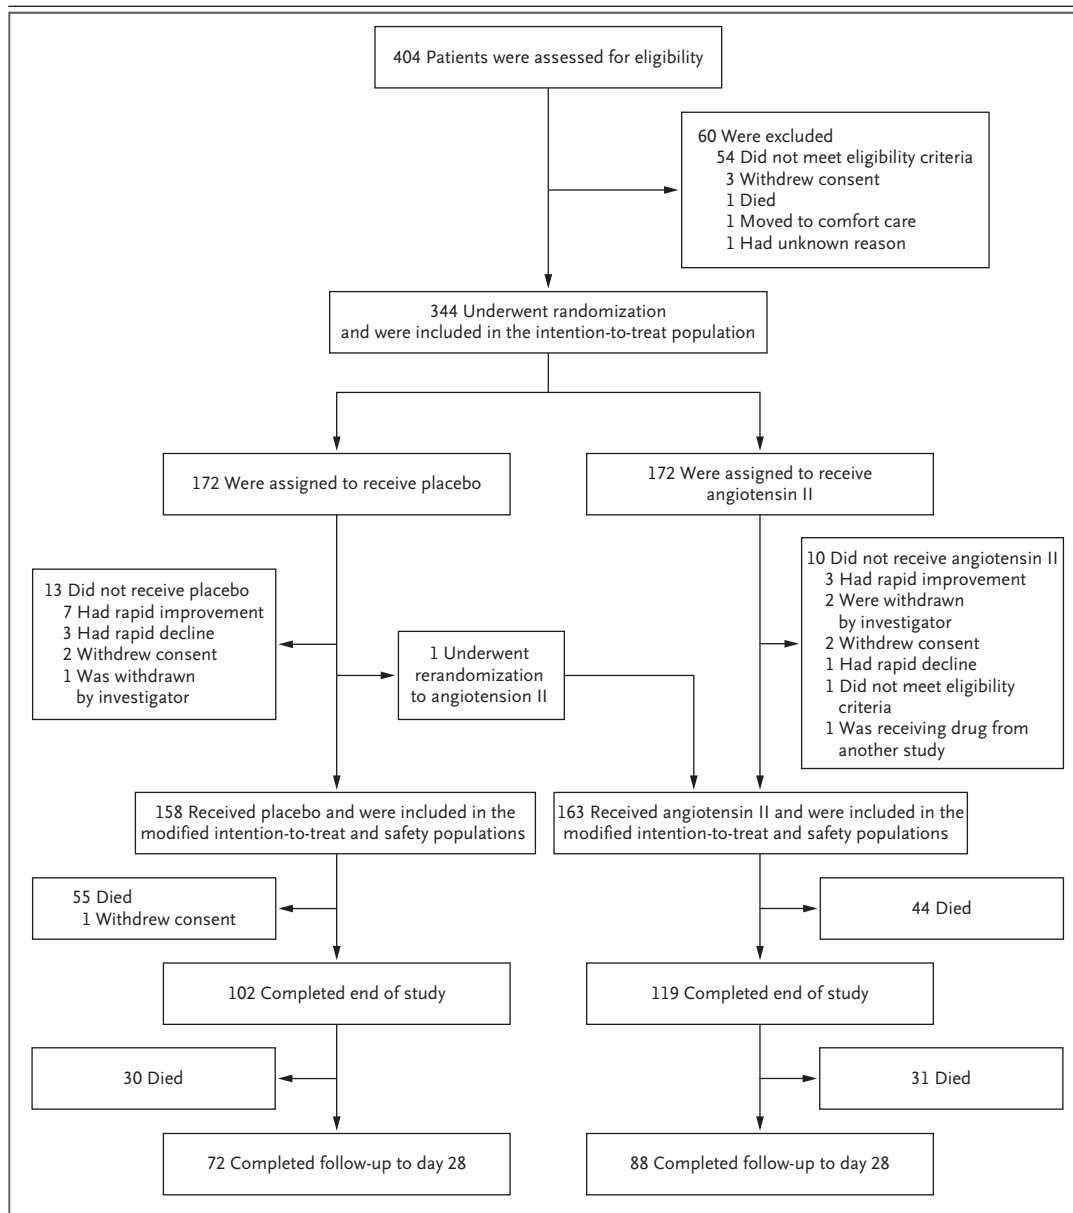 404 Patients were assessed for eligibility
60 Were excluded
54 Did not meet eligibility criteria
3 Withdrew consent
1 Died
1 Moved to comfort care
1 Had unknown reason
344 Underwent randomization
and were included in the intention-to-treat population
172 Were assigned to receive placebo
172 Were assigned to receive
angiotensin II
13 Did not receive placebo
7 Had rapid improvement
3 Had rapid decline
2 Withdrew consent
1 Was withdrawn
by investigator
1 Underwent
rerandomization
to angiotension II
10 Did not receive angiotensin II
3 Had rapid improvement
2 Were withdrawn
by investigator
2 Withdrew consent
1 Had rapid decline
1 Did not meet eligibility
criteria
1 Was receiving drug from
another study
158 Received placebo and were included in the
modified intention-to-treat and safety populations
163 Received angiotensin II and were included in the
modified intention-to-treat and safety populations
55 Died
1 Withdrew consent
44 Died
102 Completed end of study
119 Completed end of study
30 Died
31 Died
72 Completed follow-up to day 28
88 Completed follow-up to day 28